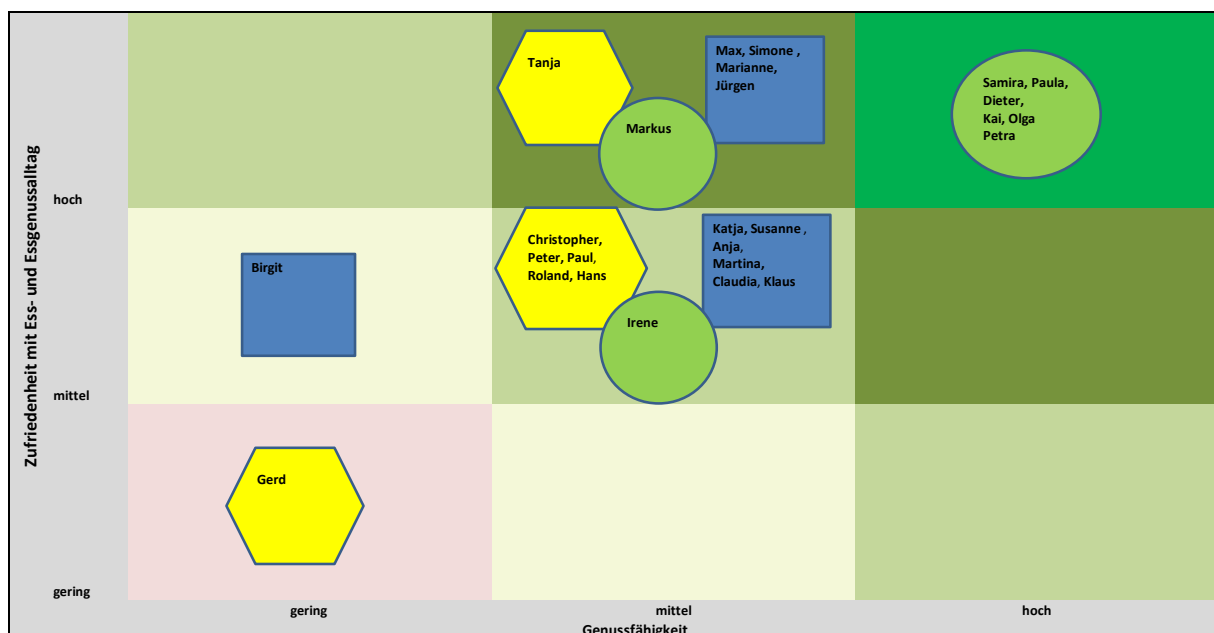 Zufriedenheit mit Ess- und Essgenussalltag
hoch
mittel
gering
Tanja
Max, Simone ,
Marianne,
Jürgen
Markus
Samira, Paula,
Dieter,
Kai, Olga
Petra
Birgit
Christopher,
Peter, Paul,
Roland, Hans
Katja, Susanne ,
Anja,
Martina,
Claudia, Klaus
Irene
Gerd
gering
mittel
hoch
Genussfähigkeit